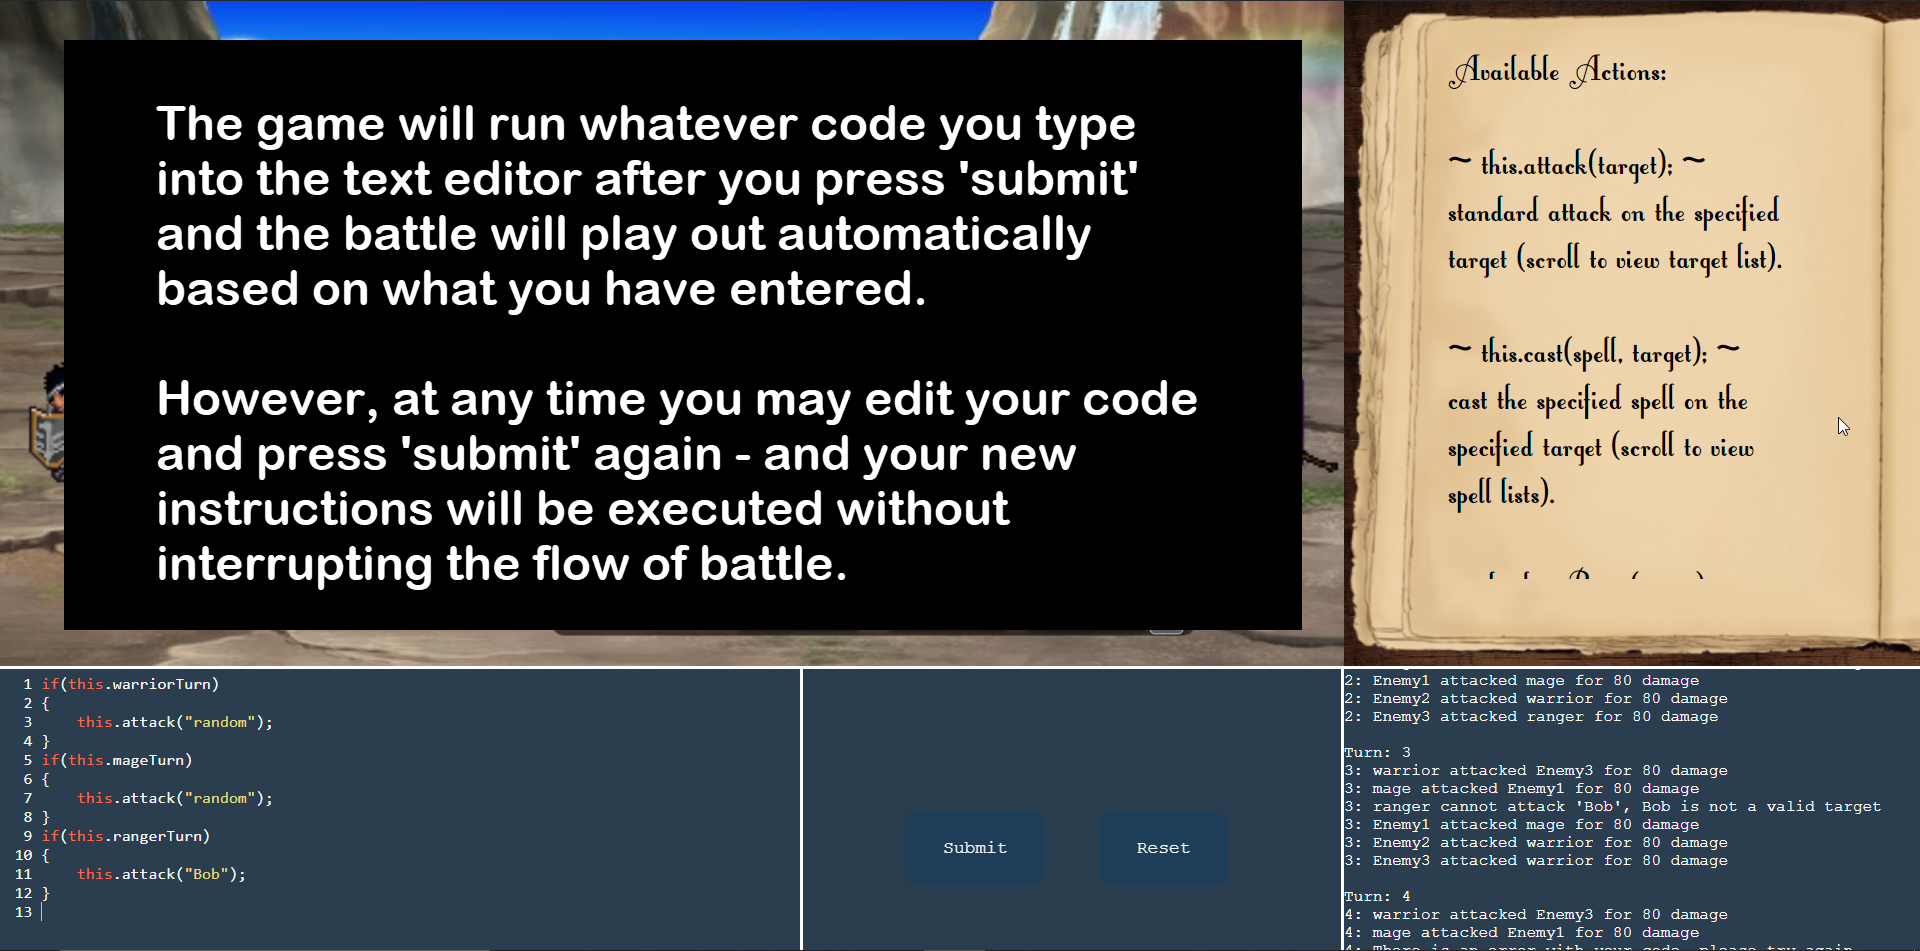 The game will run whatever code you type
into the text editor after you press 'submit'
and the battle will play out automatically
based on what you have entered.
However, at any time you may edit your code
and press 'submit' again - and your new
instructions will be executed without
interrupting the flow of battle.
Available Actions:
~ this.attack(target); ~
standard attack on the specified
target (scroll to view target list).
~ this.cast(spell, target); ~
cast the specified spell on the
specified target (scroll to view
spell lists).
1 if(this.warriorTurn)
2 {
3     this.attack("random");
4 }
5 if(this.mageTurn)
6 {
7     this.attack("random");
8 }
9 if(this.rangerTurn)
10 {
11     this.attack("Bob");
12 }
13
Submit
Reset
2: Enemy1 attacked mage for 80 damage
2: Enemy2 attacked warrior for 80 damage
2: Enemy3 attacked ranger for 80 damage
Turn: 3
3: warrior attacked Enemy3 for 80 damage
3: mage attacked Enemy1 for 80 damage
3: ranger cannot attack 'Bob', Bob is not a valid target
3: Enemy1 attacked mage for 80 damage
3: Enemy2 attacked warrior for 80 damage
3: Enemy3 attacked warrior for 80 damage
Turn: 4
4: warrior attacked Enemy3 for 80 damage
4: mage attacked Enemy1 for 80 damage
4: There is an error with your code, please try again